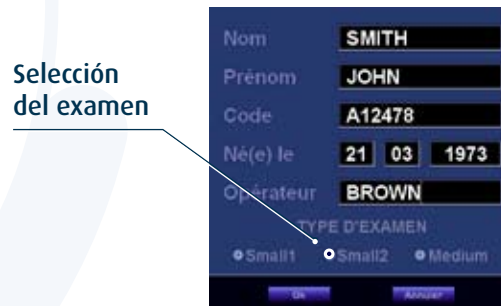 Selección
del examen
Nom SMITH
Prénom JOHN
Code A12478
Né(e) le 21 03 1973
Opérateur BROWN
TYPE D'EXAMEN
Small1 Small2 Medium
Ok Annuler